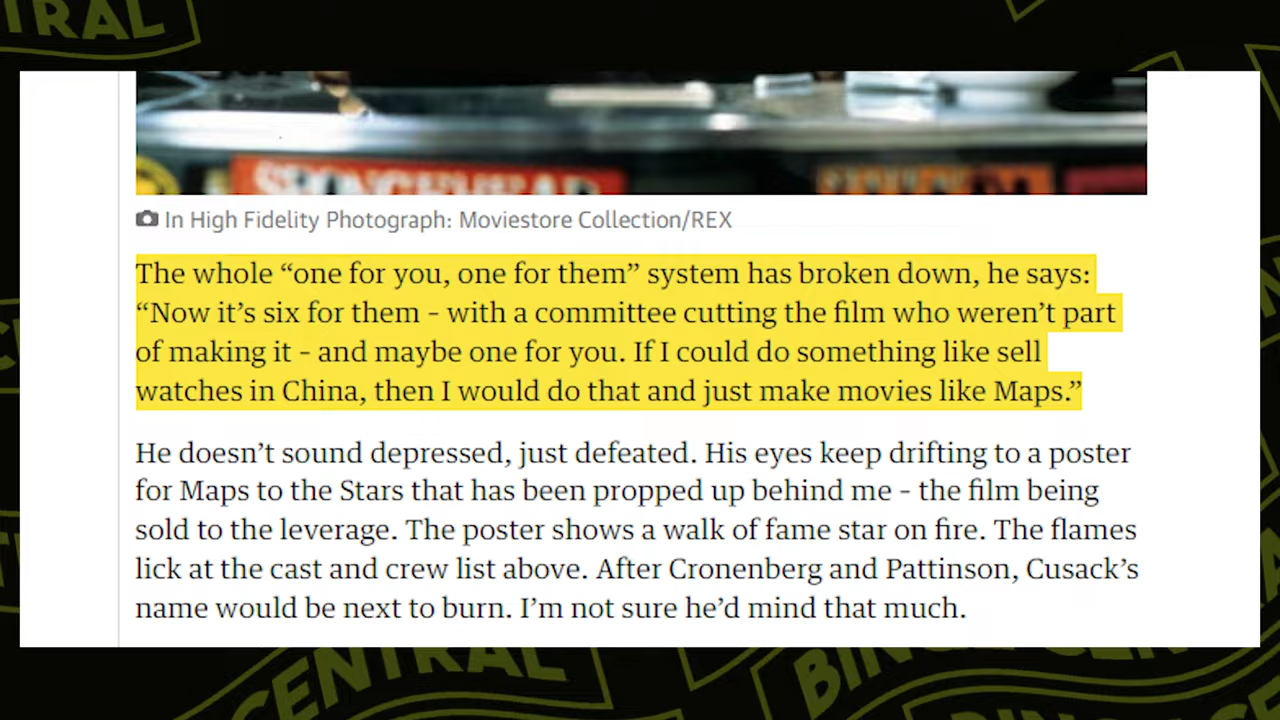 TRAL
In High Fidelity Photograph: Moviestore Collection/REX
The whole “one for you, one for them” system has broken down, he says:
“Now it’s six for them – with a committee cutting the film who weren’t part
of making it – and maybe one for you. If I could do something like sell
watches in China, then I would do that and just make movies like Maps.”
He doesn’t sound depressed, just defeated. His eyes keep drifting to a poster
for Maps to the Stars that has been propped up behind me – the film being
sold to the leverage. The poster shows a walk of fame star on fire. The flames
lick at the cast and crew list above. After Cronenberg and Pattinson, Cusack’s
name would be next to burn. I’m not sure he’d mind that much.
CENTRAL
BINGE CEN